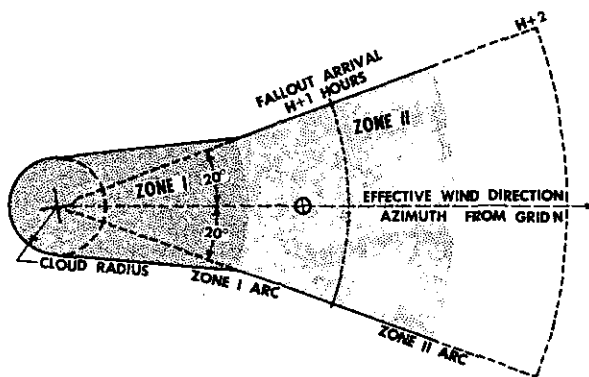 H+2
FALLOUT ARRIVAL
H+1 HOURS
ZONE II
ZONE I
20°
20°
EFFECTIVE WIND DIRECTION
AZIMUTH FROM GRID N
CLOUD RADIUS
ZONE I ARC
ZONE II ARC